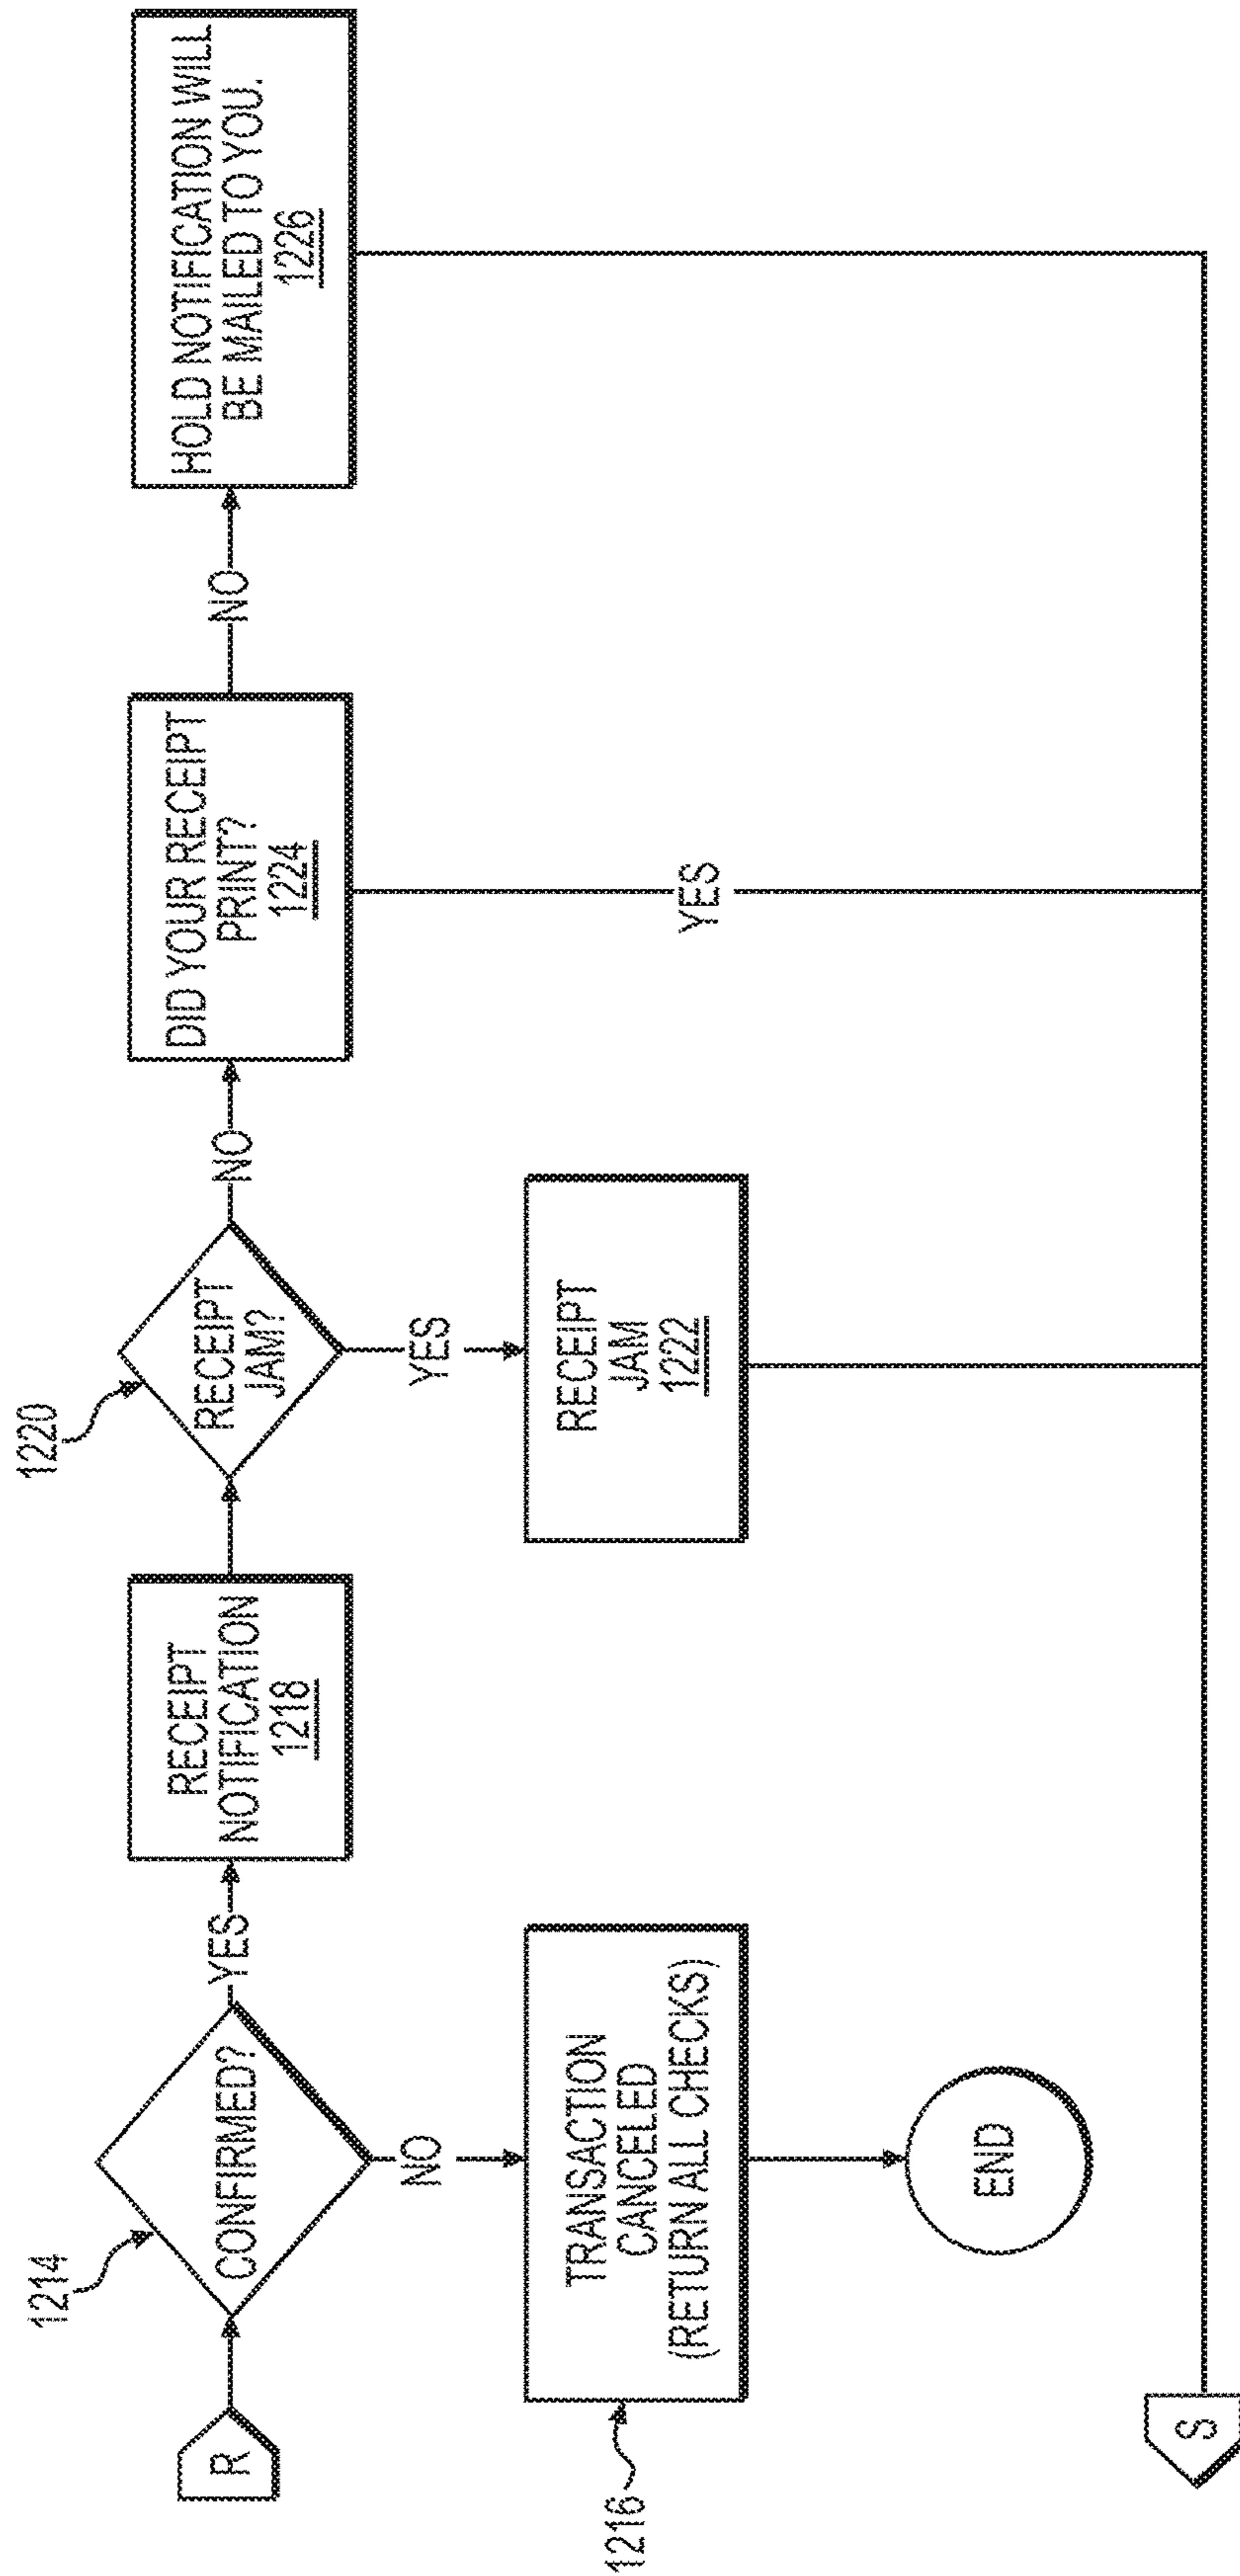 R
1214
CONFIRMED?
YES
RECEIPT
NOTIFICATION
1218
1220
RECEIPT
JAM?
NO
DID YOUR RECEIPT
PRINT?
1224
NO
HOLD NOTIFICATION WILL
BE MAILED TO YOU.
1226
NO
YES
YES
1216
TRANSACTION
CANCELED
(RETURN ALL CHECKS)
RECEIPT
JAM
1222
END
S